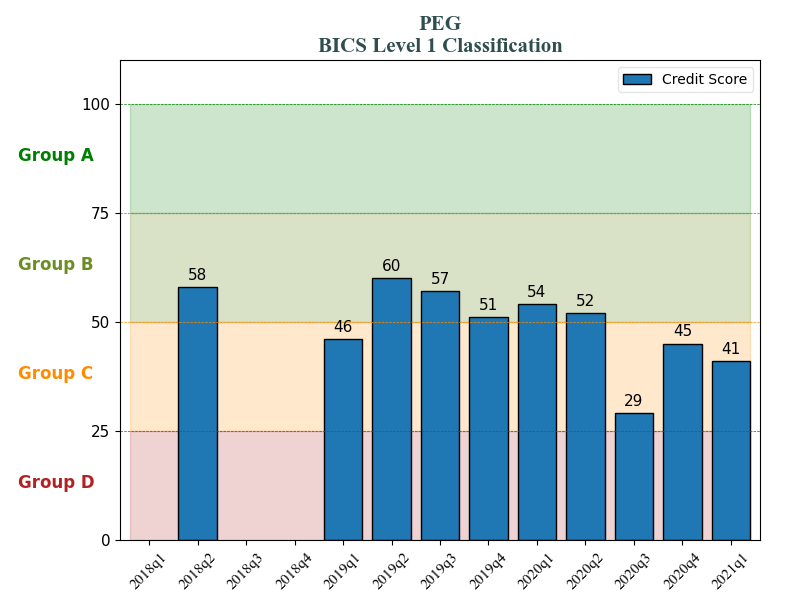 PEG
BICS Level 1 Classification
Credit Score
100
Group A
75
Group B
58
60
57
51
54
52
50
46
45
41
Group C
29
25
Group D
0
2018q1 2018q2 2018q3 2018q4 2019q1 2019q2 2019q3 2019q4 2020q1 2020q2 2020q3 2020q4 2021q1